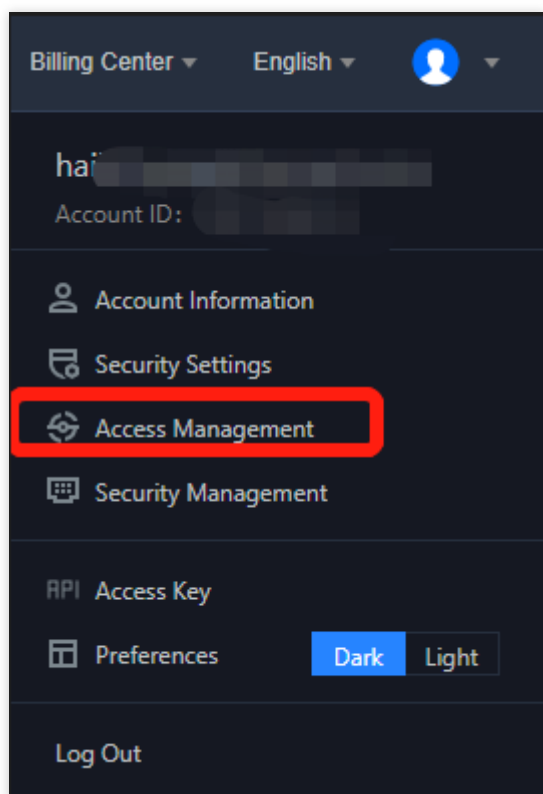 Billing Center English
Account ID:
Account Information
Security Settings
Access Management
Security Management
API Access Key
Preferences Dark Light
Log Out